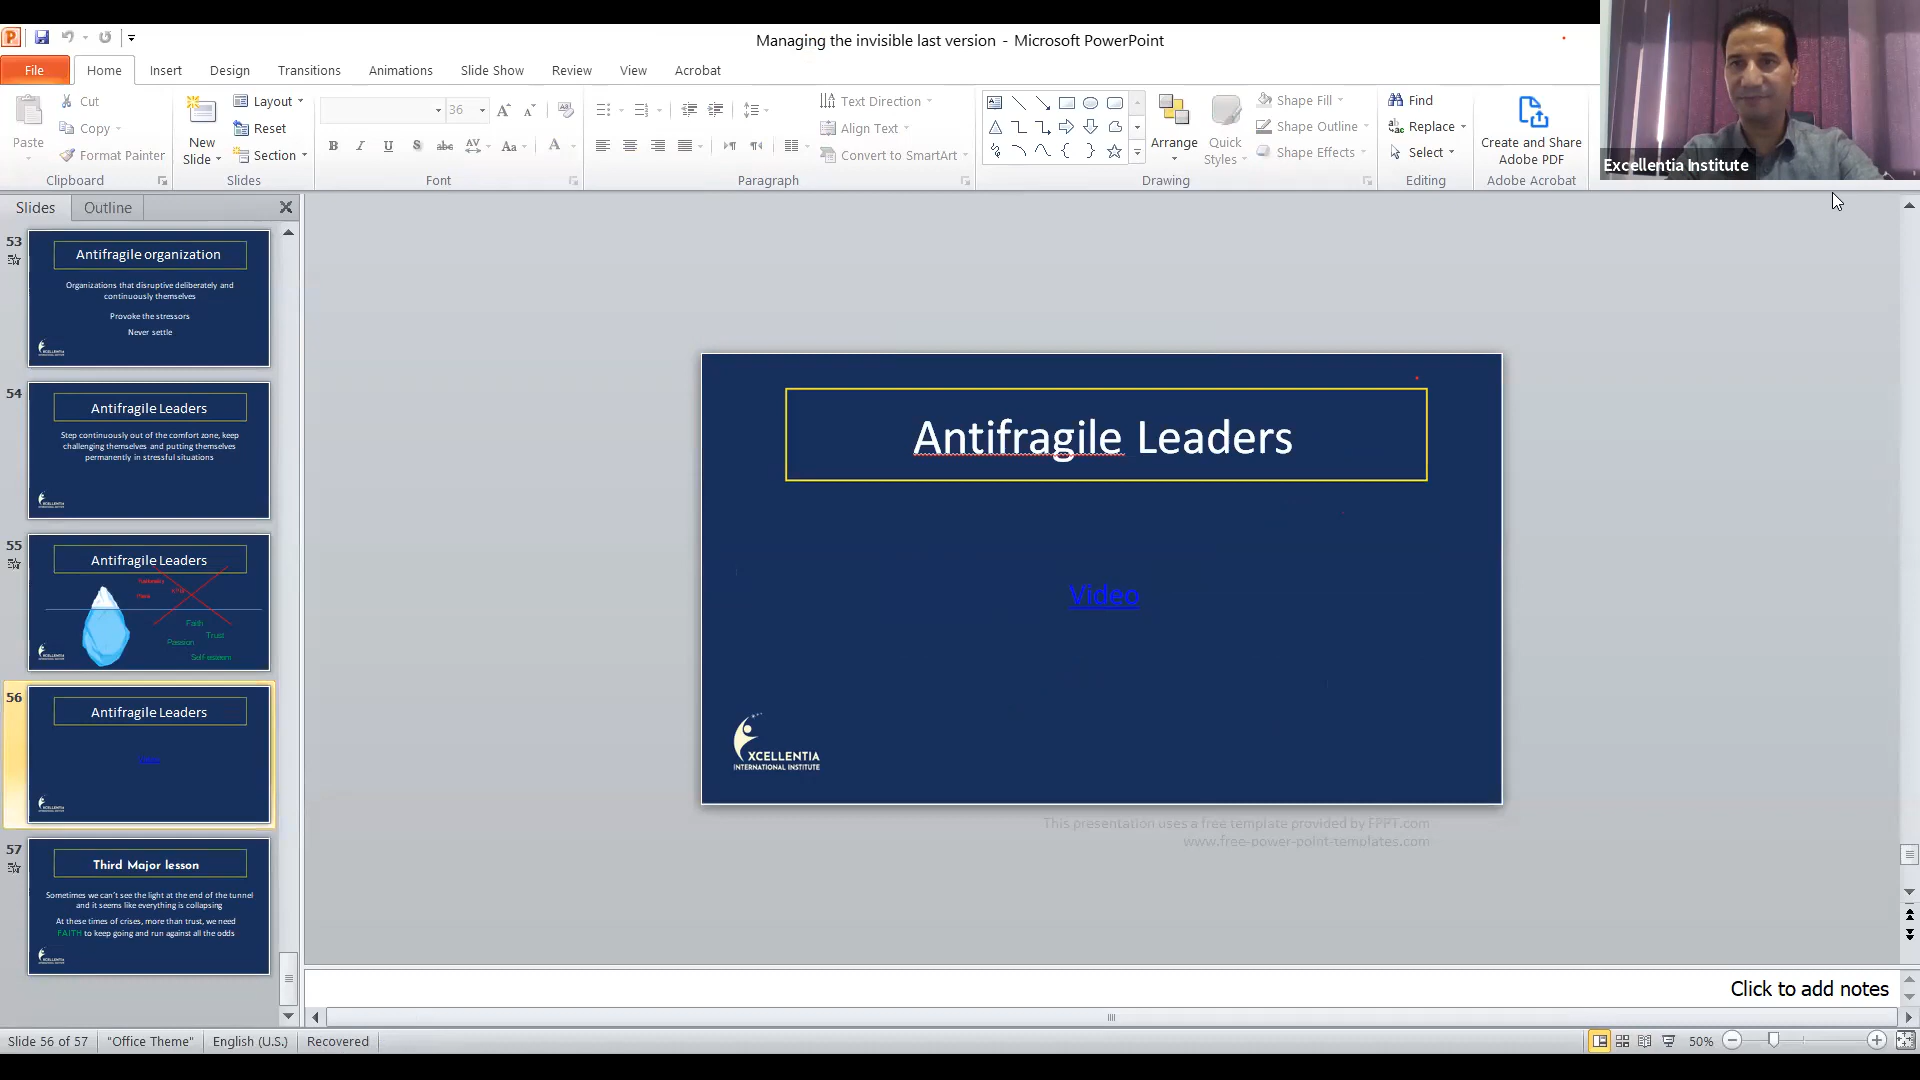 Managing the invisible last version - Microsoft PowerPoint
File Home Insert Design Transitions Animations Slide Show Review View Acrobat
Paste
Cut
Copy
Format Painter
Clipboard
New
Slide
Layout
Reset
Section
Slides
36
Font
Text Direction
Align Text
Convert to SmartArt
Paragraph
Arrange
Quick
Styles
Shape Fill
Shape Outline
Shape Effects
Drawing
Find
Replace
Select
Editing
Create and Share
Adobe PDF
Adobe Acrobat
Excellentia Institute
Slides Outline
53
Antifragile organization
Organizations that disruptive deliberately and
continuously themselves
Provoke the stressors
Never settle
54
Antifragile Leaders
Step continuously out of the comfort zone, keep
challenging themselves and putting themselves
permanently in stressful situations
55
Antifragile Leaders
Faith
Trust
Passion
Self esteem
56
Antifragile Leaders
Video
57
Third Major lesson
Sometimes we can't see the light at the end of the tunnel
and it seems like everything is collapsing
At these times of crises, more than trust, we need
FAITH to keep going and run against all the odds
Antifragile Leaders
Video
XCELLENTIA
INTERNATIONAL INSTITUTE
This presentation uses a free template provided by FPPT.com
www.free-power-point-templates.com
Click to add notes
Slide 56 of 57 "Office Theme" English (U.S.) Recovered 50%